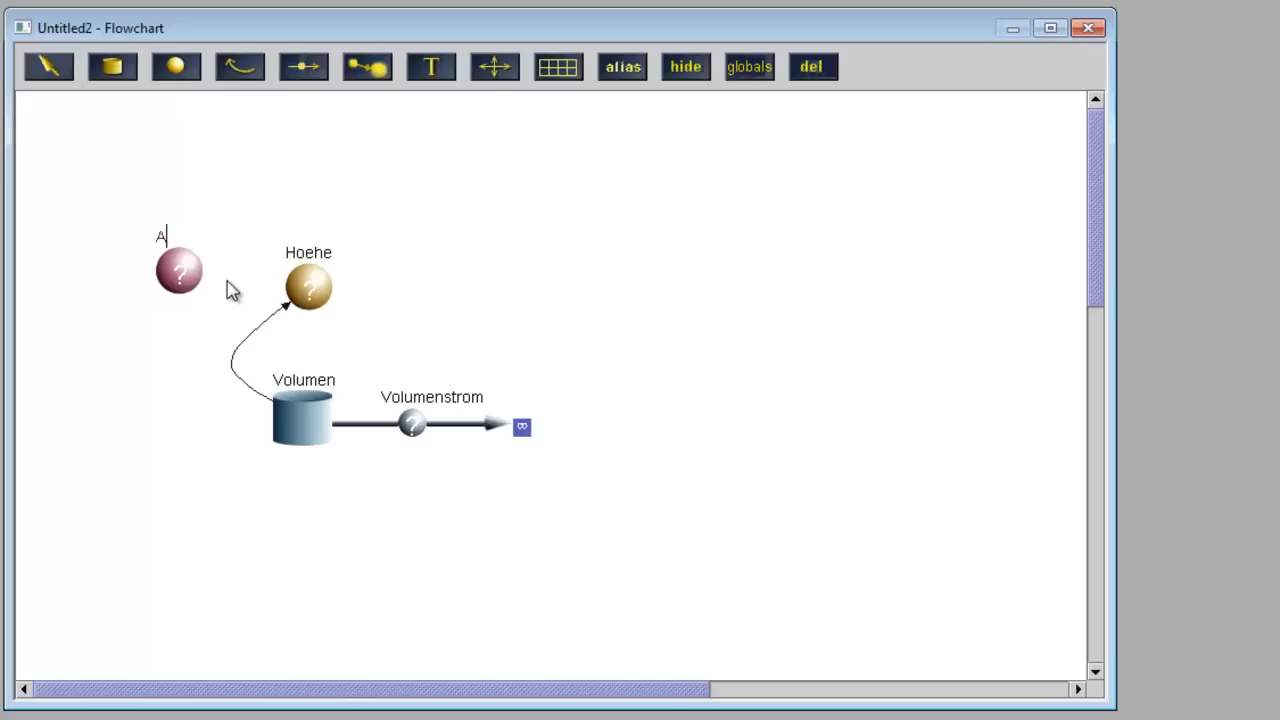 Untitled2 - Flowchart
T alias hide globals del
A
?
Hoehe
?
Volumen
Volumenstrom
?